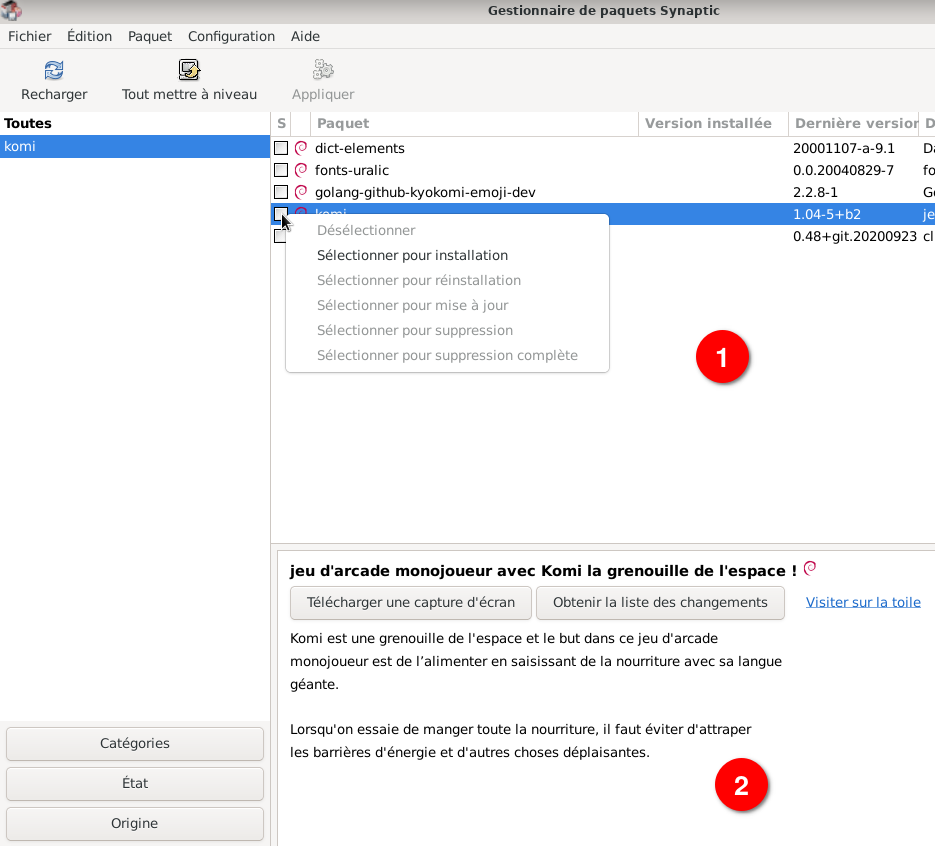 Gestionnaire de paquets Synaptic
Fichier Édition Paquet Configuration Aide
Recharger Tout mettre à niveau Appliquer
Toutes
komi
S Paquet Version installée Dernière version D
dict-elements 20001107-a-9.1 Da
fonts-uralic 0.0.20040829-7 fo
golang-github-kyokomi-emoji-dev 2.2.8-1 Go
komi 1.04-5+b2 je
0.48+git.20200923 cl
Désélectionner
Sélectionner pour installation
Sélectionner pour réinstallation
Sélectionner pour mise à jour
Sélectionner pour suppression
Sélectionner pour suppression complète
1
jeu d'arcade monojoueur avec Komi la grenouille de l'espace !
Télécharger une capture d'écran Obtenir la liste des changements Visiter sur la toile
Komi est une grenouille de l'espace et le but dans ce jeu d'arcade
monojoueur est de l’alimenter en saisissant de la nourriture avec sa langue
géante.
Lorsqu'on essaie de manger toute la nourriture, il faut éviter d'attraper
les barrières d'énergie et d'autres choses déplaisantes.
2
Catégories
État
Origine